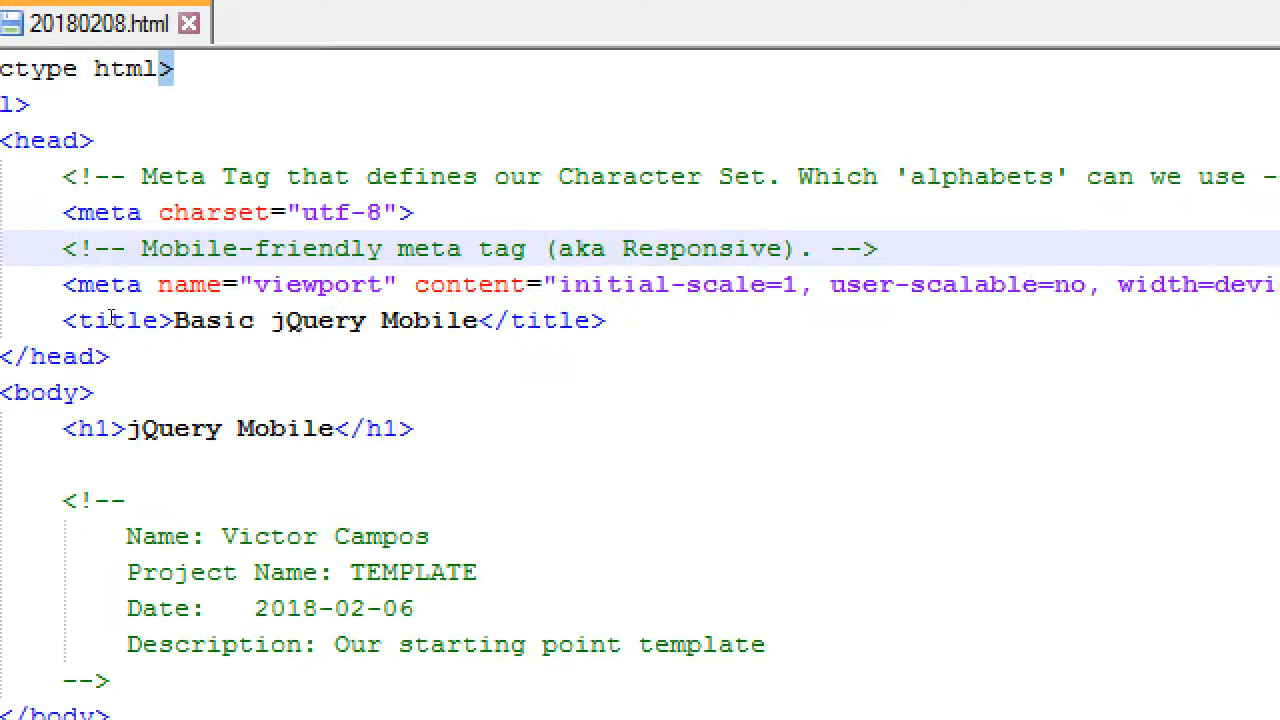 20180208.html
ctype html>
l>
<head>
<!-- Meta Tag that defines our Character Set. Which 'alphabets' can we use -
<meta charset="utf-8">
<!-- Mobile-friendly meta tag (aka Responsive). -->
<meta name="viewport" content="initial-scale=1, user-scalable=no, width=devi
<title>Basic jQuery Mobile</title>
</head>
<body>
<h1>jQuery Mobile</h1>
<!--
Name: Victor Campos
Project Name: TEMPLATE
Date:   2018-02-06
Description: Our starting point template
-->
</body>